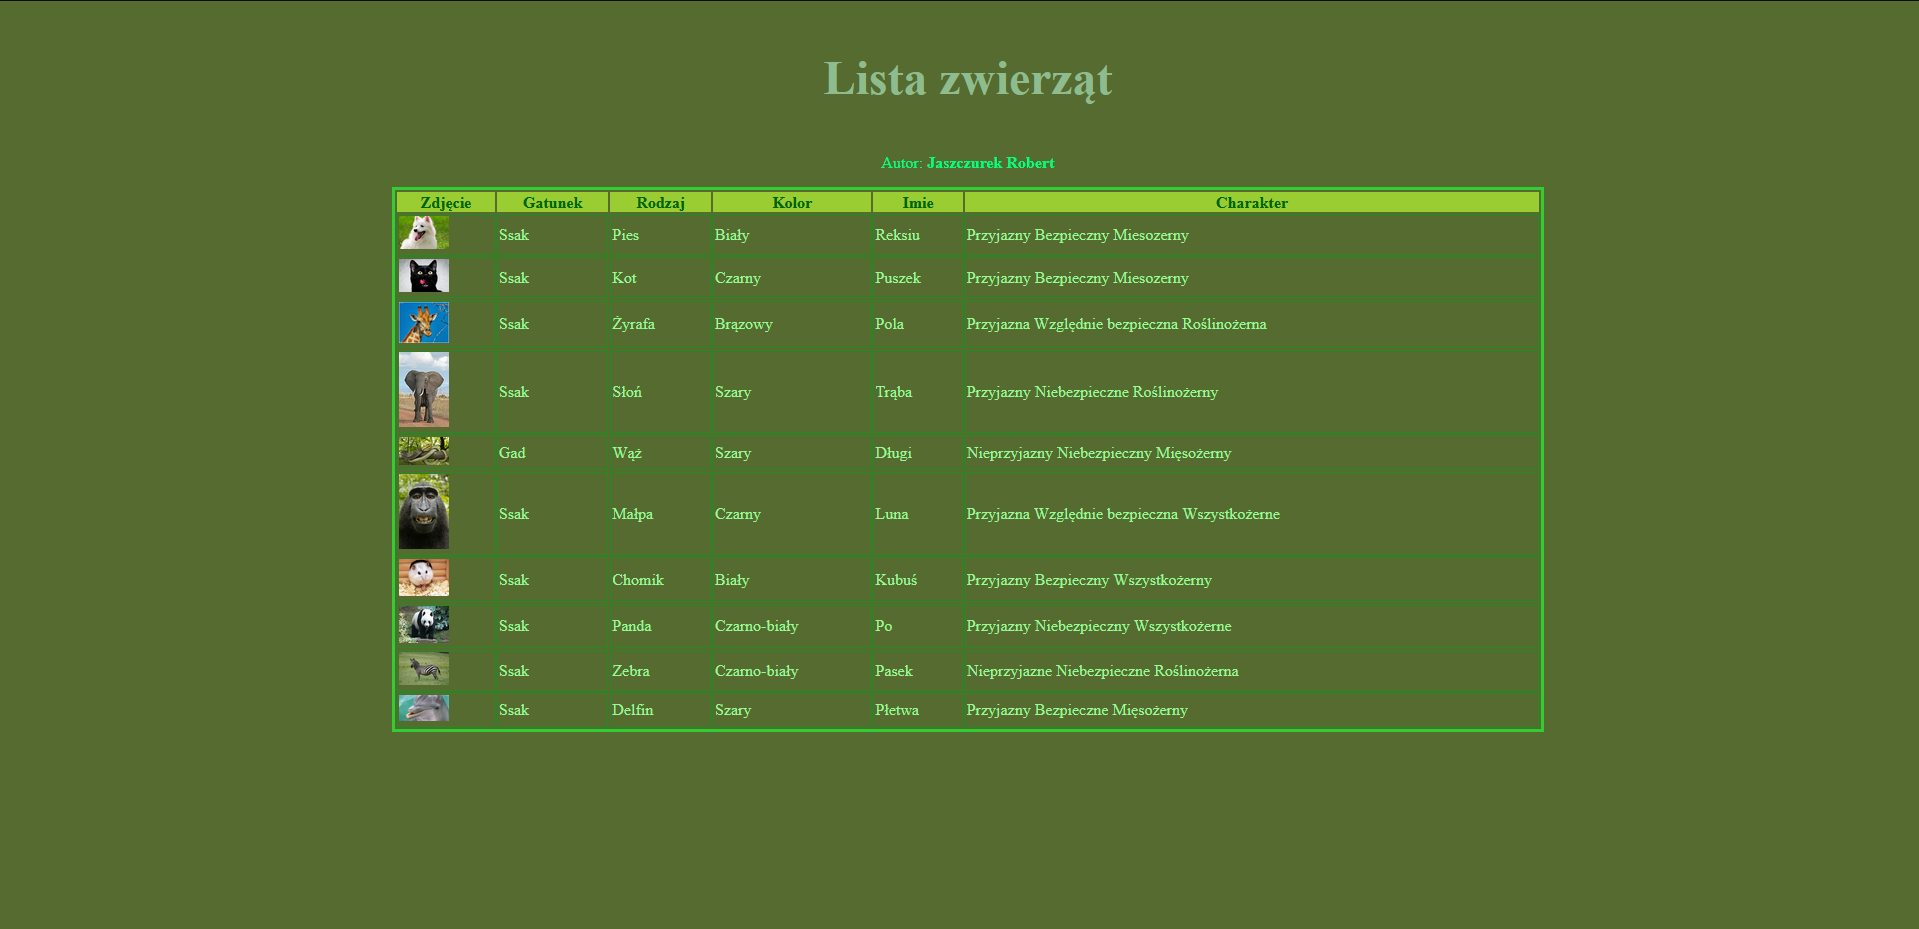 Lista zwierząt
Autor: Jaszczurek Robert
Zdjęcie Gatunek Rodzaj Kolor Imie Charakter
Ssak Pies Biały Reksiu Przyjazny Bezpieczny Miesozerny
Ssak Kot Czarny Puszek Przyjazny Bezpieczny Miesozerny
Ssak Żyrafa Brązowy Pola Przyjazna Względnie bezpieczna Roślinożerna
Ssak Słoń Szary Trąba Przyjazny Niebezpieczne Roślinożerny
Gad Wąż Szary Długi Nieprzyjazny Niebezpieczny Mięsożerny
Ssak Małpa Czarny Luna Przyjazna Względnie bezpieczna Wszystkożerne
Ssak Chomik Biały Kubuś Przyjazny Bezpieczny Wszystkożerny
Ssak Panda Czarno-biały Po Przyjazny Niebezpieczny Wszystkożerne
Ssak Zebra Czarno-biały Pasek Nieprzyjazne Niebezpieczne Roślinożerna
Ssak Delfin Szary Płetwa Przyjazny Bezpieczne Mięsożerny